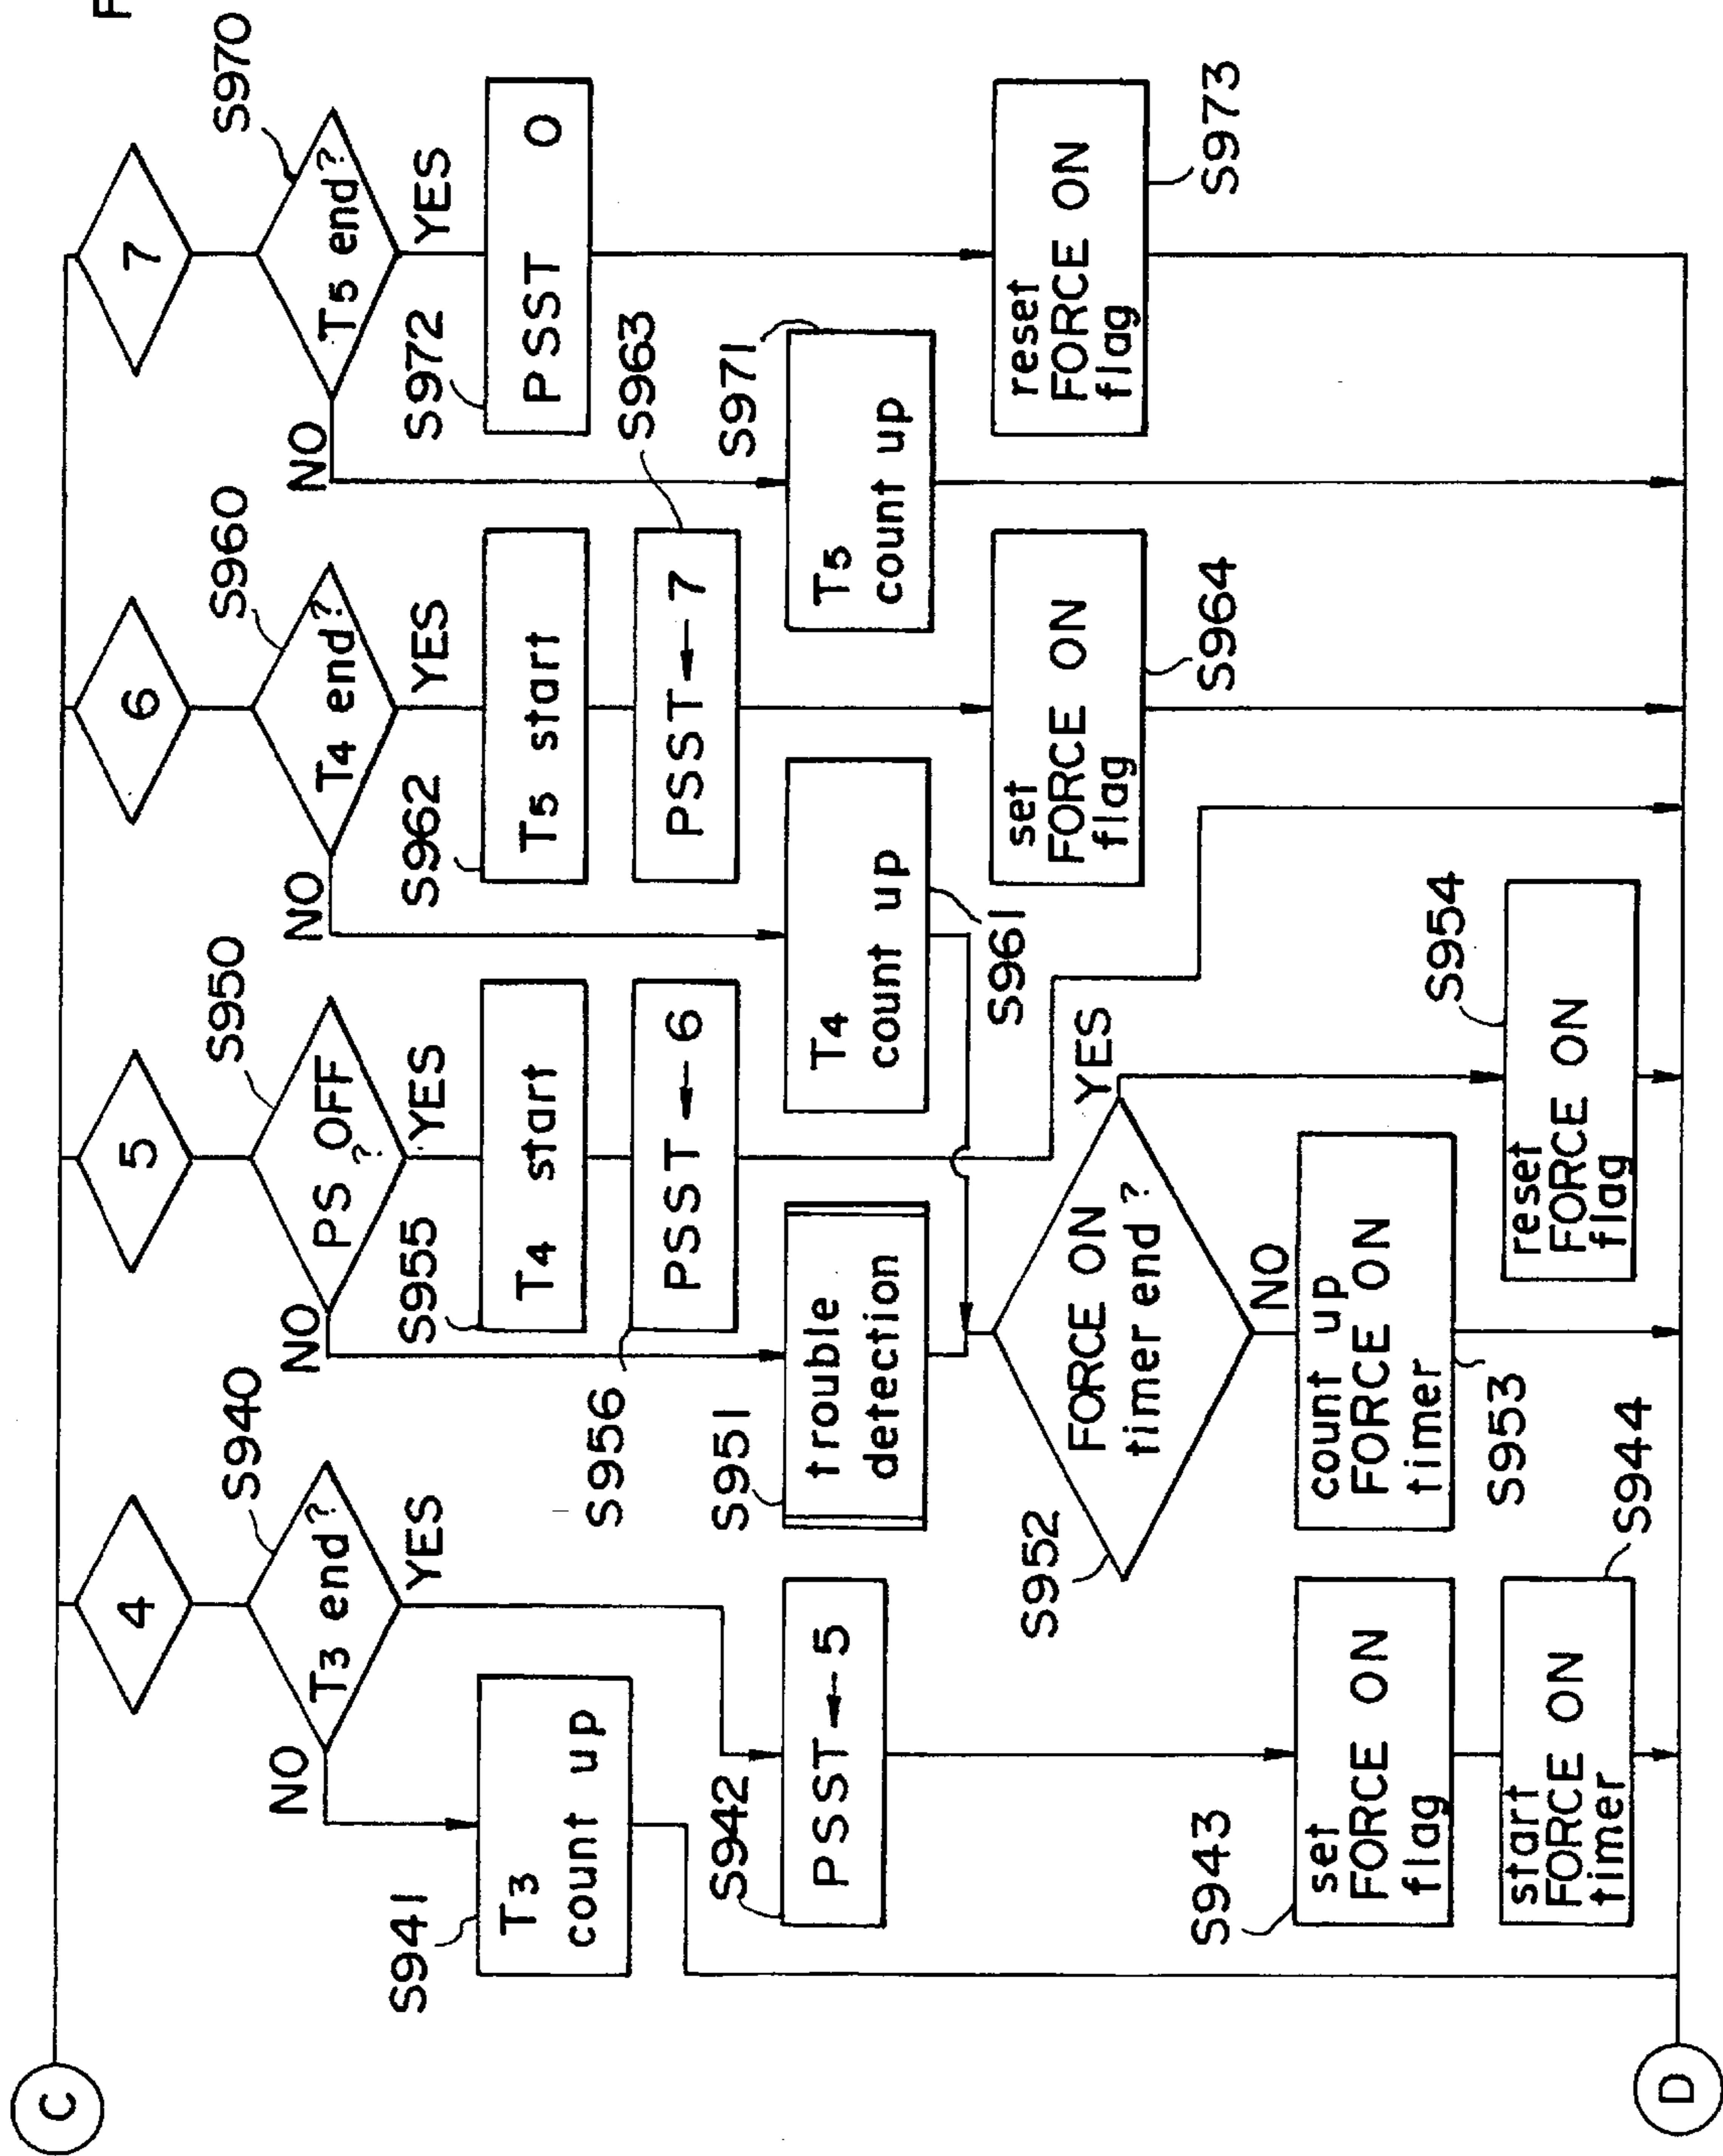 F
C
4
S940
T3 end?
NO
YES
S941
T3
count up
S942
PSST←5
S943
set
FORCE ON
flag
S944
start
FORCE ON
timer
5
S950
PS OFF
?
NO
YES
S955
T4 start
S956
PSST←6
S951
trouble
detection
S952
FORCE ON
timer end?
YES
NO
count up
FORCE ON
timer
S953
S954
reset
FORCE ON
flag
6
S960
T4 end?
NO
YES
S962
T5 start
S963
PSST←7
T4
count up
S961
set
FORCE ON
flag
S964
7
S970
T5 end?
NO
YES
S972
PSST 0
S971
T5
count up
reset
FORCE ON
flag
S973
D